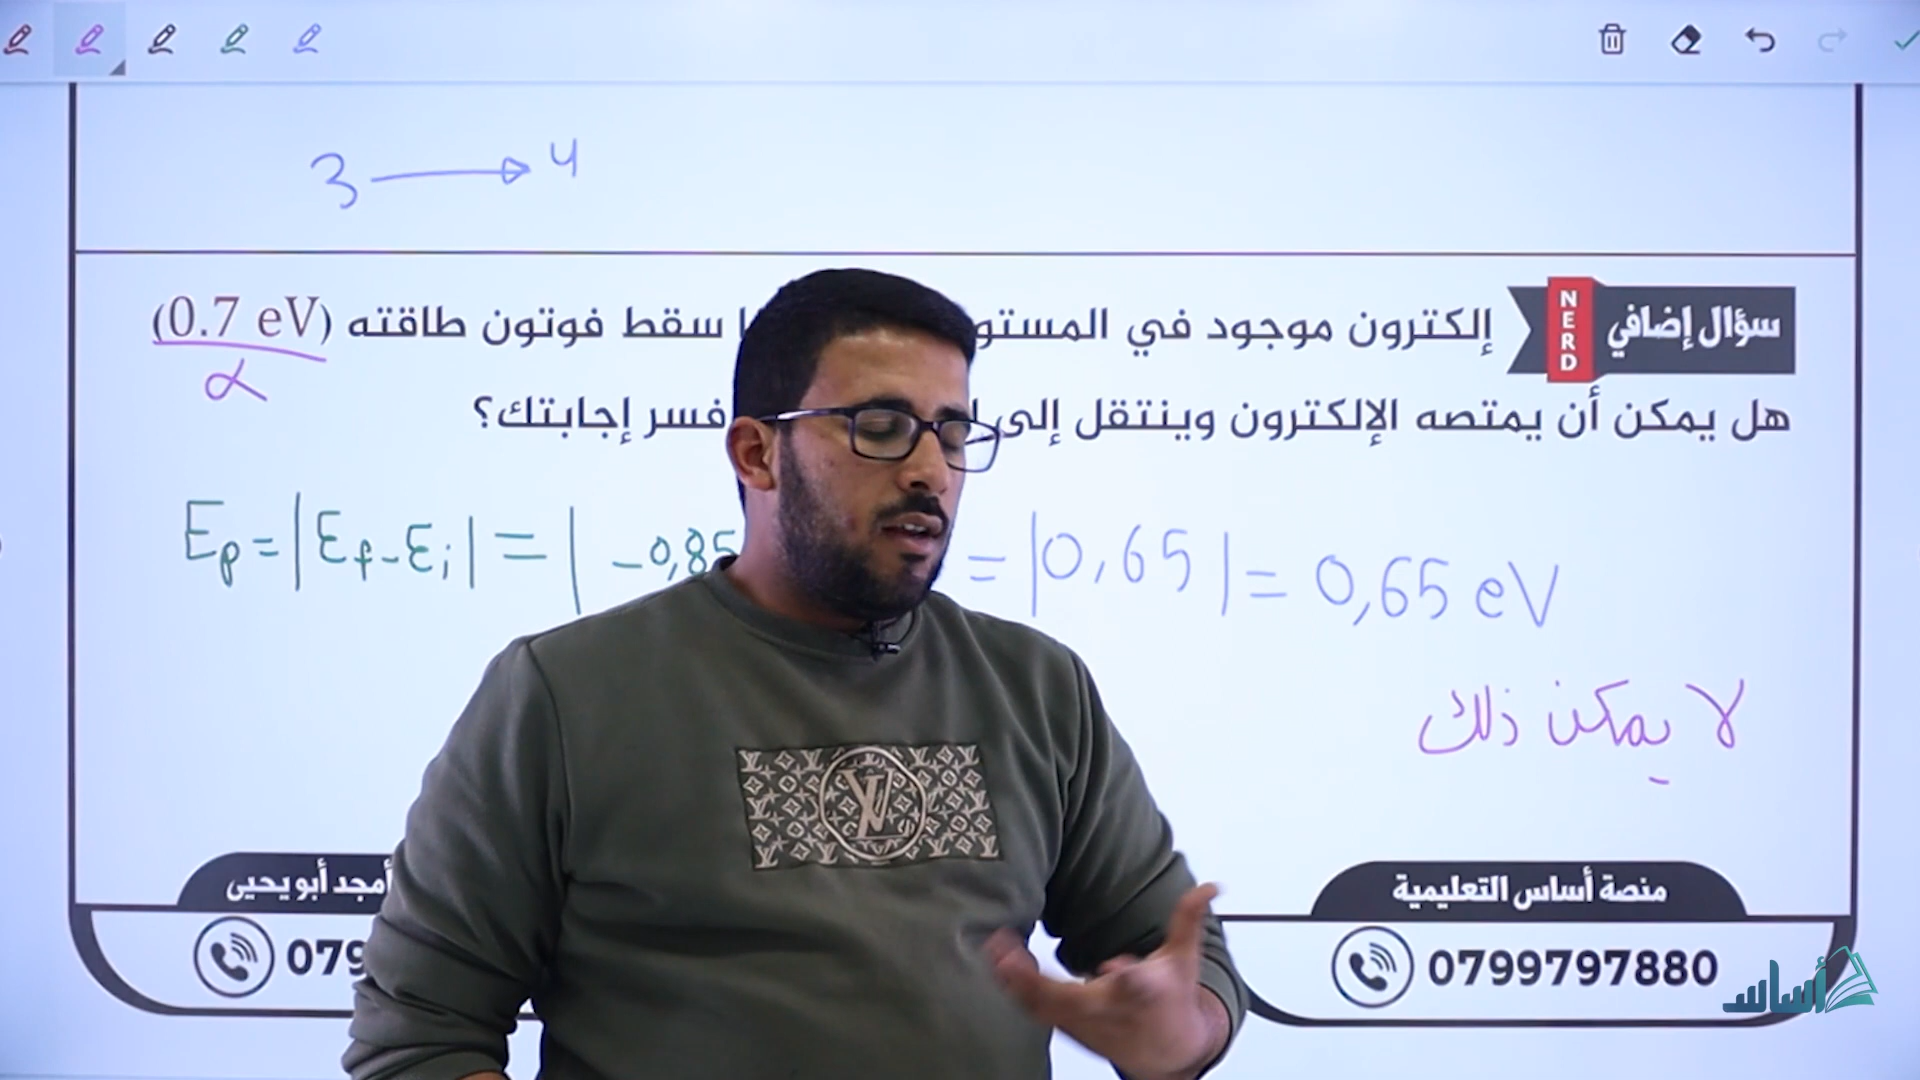 3 → 4
سؤال إضافي NERD إلكترون موجود في سقط فوتون طاقته (0.7 eV)
α
هل يمكن أن يمتصه الإلكترون وينتقل إلى فسر إجابتك؟
Ep = |Ef - Ei| = | -0,85 = |0,65| = 0,65 eV
لا يمكن ذلك
منصة أساس التعليمية
أمجد أبو يحيى
0799797880
079
أساس